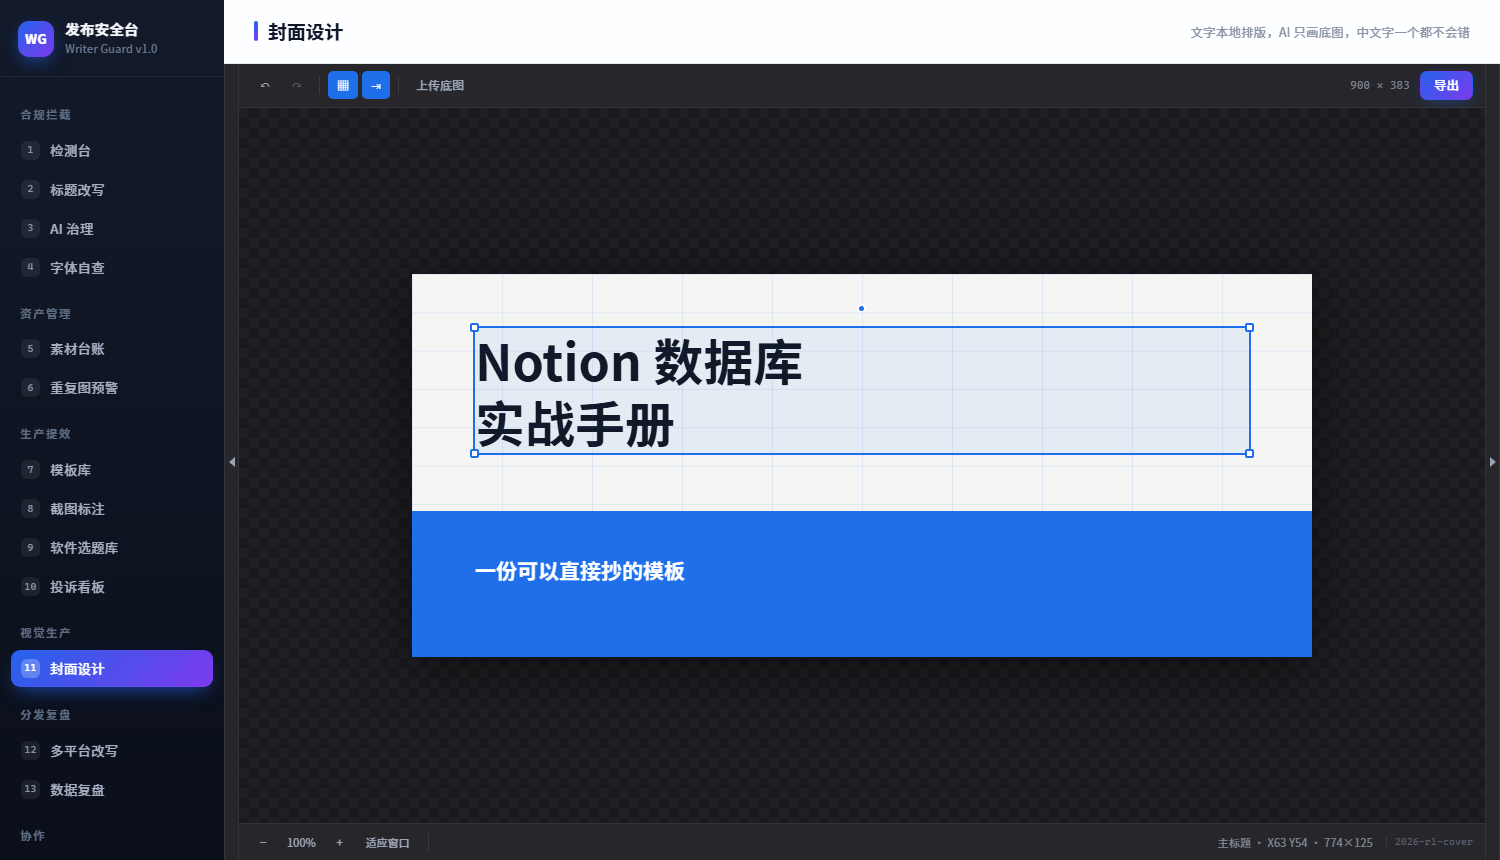 WG
发布安全台
Writer Guard v1.0
合规拦截
1 检测台
2 标题改写
3 AI 治理
4 字体自查
资产管理
5 素材台账
6 重复图预警
生产提效
7 模板库
8 截图标注
9 软件选题库
10 投诉看板
视觉生产
11 封面设计
分发复盘
12 多平台改写
13 数据复盘
协作
封面设计
文字本地排版，AI 只画底图，中文字一个都不会错
上传底图
900 × 383
导出
Notion 数据库
实战手册
一份可以直接抄的模板
− 100% + 适应窗口
主标题 · X63 Y54 · 774×125
2026-r1-cover